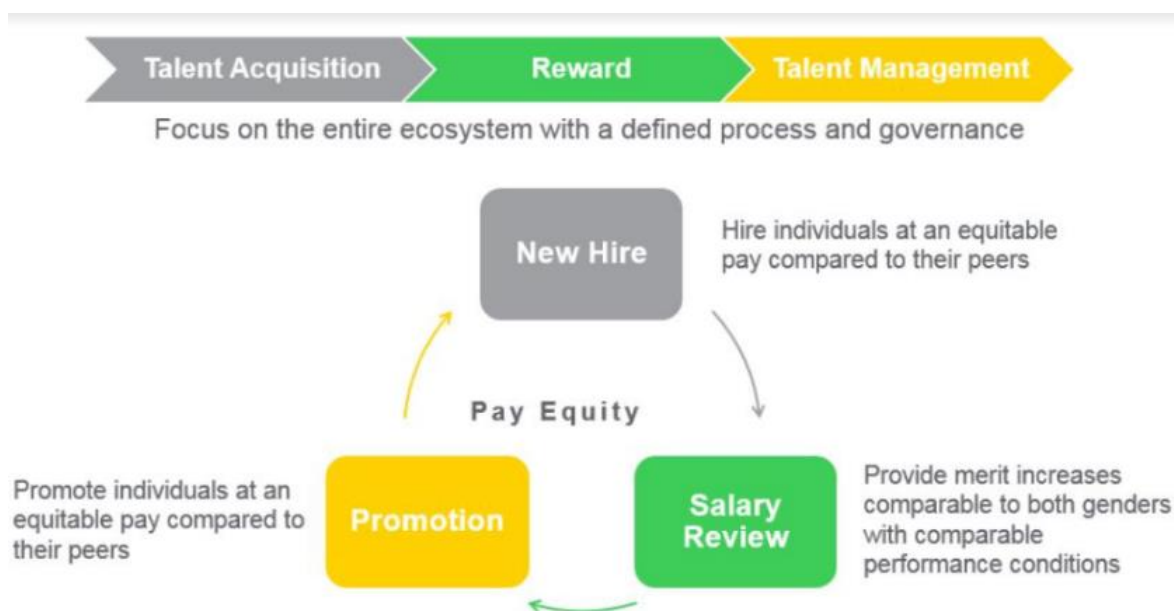 Talent Acquisition
Reward
Talent Management
Focus on the entire ecosystem with a defined process and governance
New Hire
Hire individuals at an equitable
pay compared to their peers
Pay Equity
Promote individuals at an
equitable pay compared to
their peers
Promotion
Salary
Review
Provide merit increases
comparable to both genders
with comparable
performance conditions